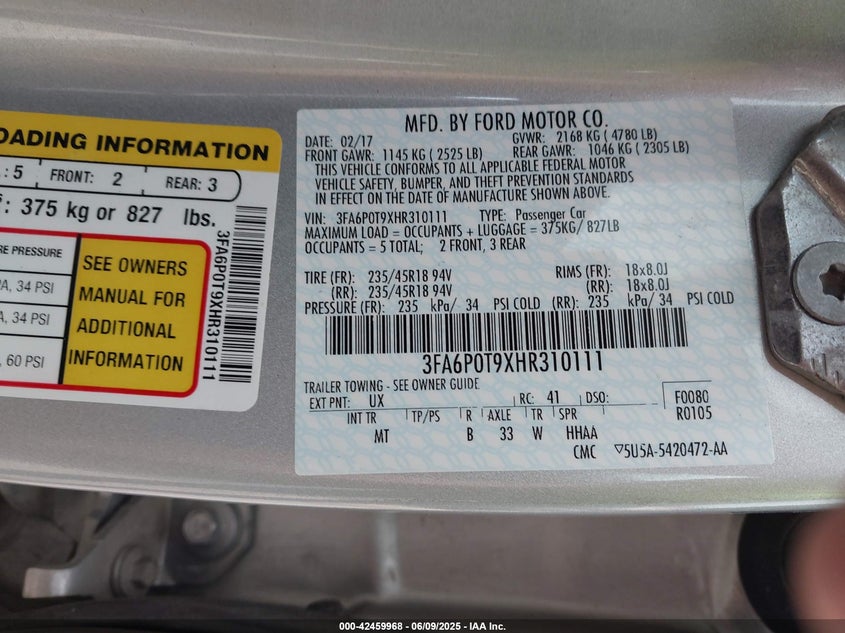 OADING INFORMATION
: 5 FRONT: 2 REAR: 3
: 375 kg or 827 lbs.
RE PRESSURE
PA, 34 PSI
A, 34 PSI
, 60 PSI
SEE OWNERS
MANUAL FOR
ADDITIONAL
INFORMATION
3FA6P0T9XHR310111
MFD. BY FORD MOTOR CO.
DATE: 02/17 GVWR: 2168 KG ( 4780 LB)
FRONT GAWR: 1145 KG ( 2525 LB) REAR GAWR: 1046 KG ( 2305 LB)
THIS VEHICLE CONFORMS TO ALL APPLICABLE FEDERAL MOTOR
VEHICLE SAFETY, BUMPER, AND THEFT PREVENTION STANDARDS
IN EFFECT ON THE DATE OF MANUFACTURE SHOWN ABOVE.
VIN: 3FA6P0T9XHR310111 TYPE: Passenger Car
MAXIMUM LOAD = OCCUPANTS + LUGGAGE = 375KG/ 827LB
OCCUPANTS = 5 TOTAL; 2 FRONT, 3 REAR
TIRE (FR): 235/45R18 94V RIMS (FR): 18x8.0J
(RR): 235/45R18 94V (RR): 18x8.0J
PRESSURE (FR): 235 kPa/ 34 PSI COLD (RR): 235 kPa/ 34 PSI COLD
3FA6P0T9XHR310111
TRAILER TOWING - SEE OWNER GUIDE
EXT PNT: UX RC: 41 DSO: F0080
INT TR TP/PS R AXLE TR SPR R0105
MT B 33 W HHAA
CMC ▽5U5A-5420472-AA
000-42459968 - 06/09/2025 - IAA Inc.